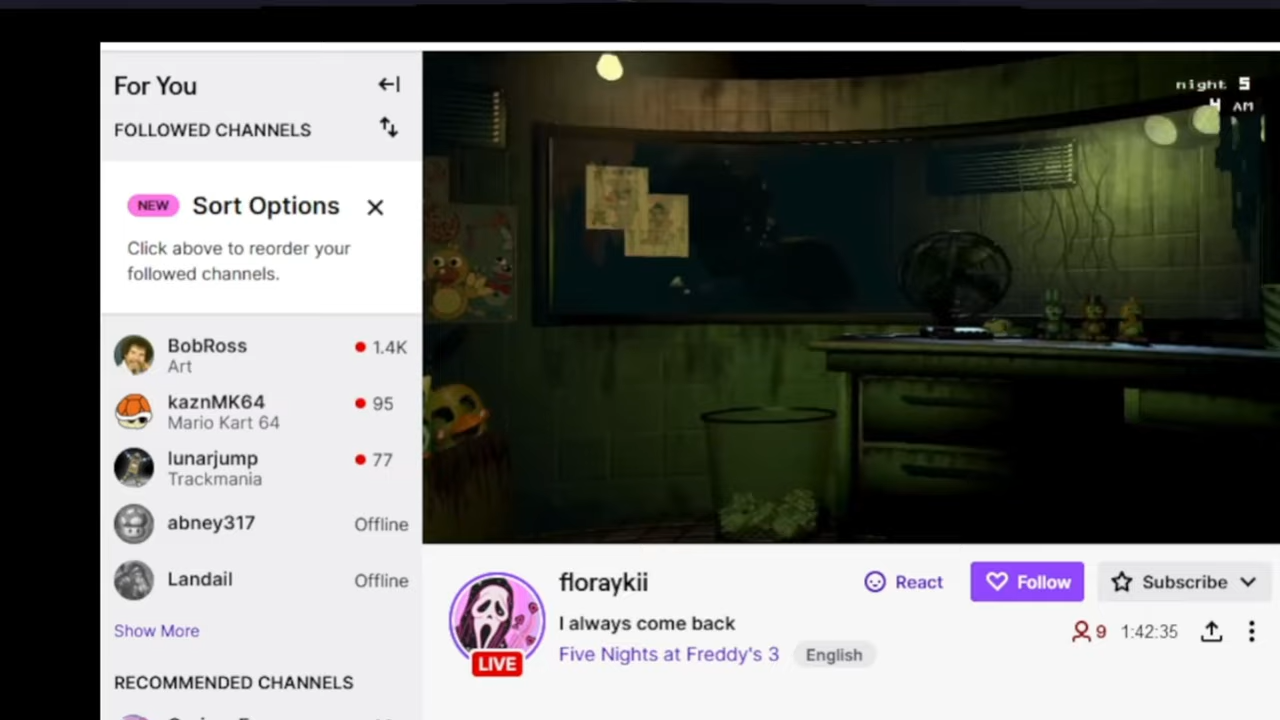 For You
FOLLOWED CHANNELS
NEW Sort Options
Click above to reorder your
followed channels.
BobRoss
1.4K
Art
kaznMK64
95
Mario Kart 64
lunarjump
77
Trackmania
abney317
Offline
Landail
Offline
Show More
RECOMMENDED CHANNELS
night 5
4 AM
floraykii
React
Follow
Subscribe
I always come back
9 1:42:35
Five Nights at Freddy's 3 English
LIVE